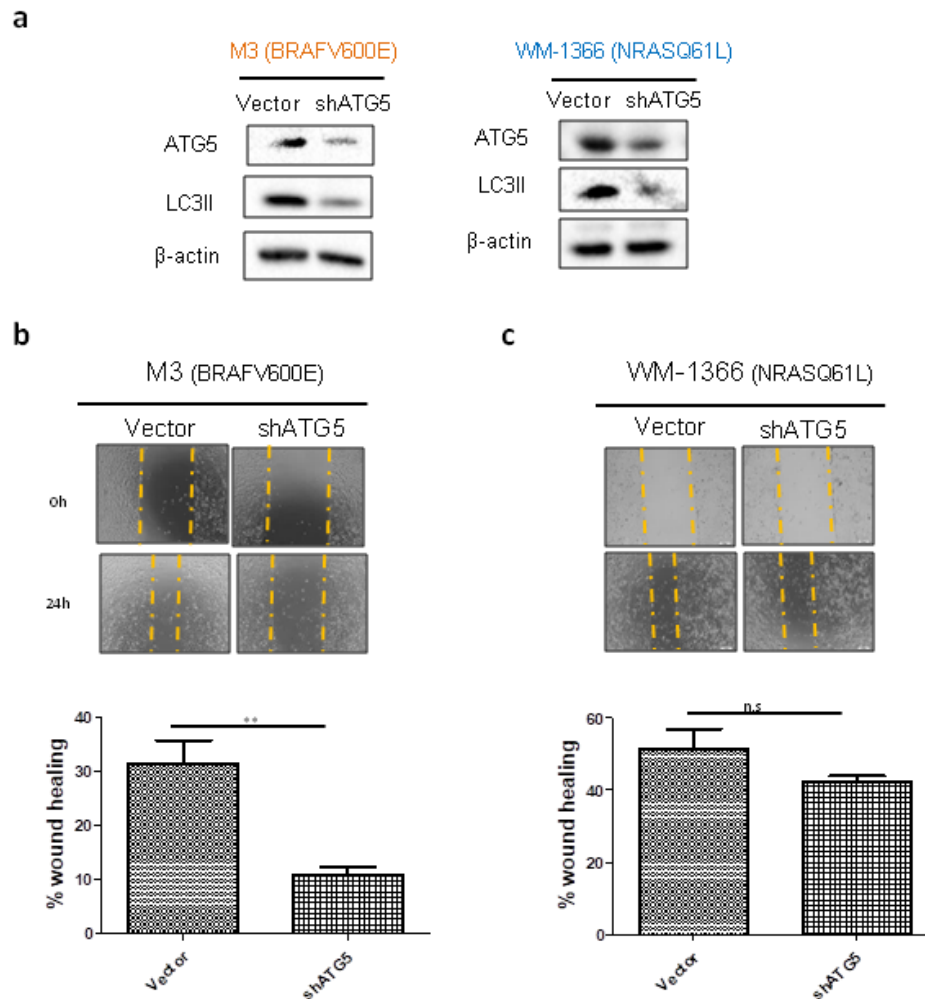 a
M3 (BRAFV600E)
Vector shATG5
ATG5
LC3II
β-actin
WM-1366 (NRASQ61L)
Vector shATG5
ATG5
LC3II
β-actin
b
M3 (BRAFV600E)
Vector shATG5
0h
24h
% wound healing
40
30
20
10
0
**
Vector
shATG5
c
WM-1366 (NRASQ61L)
Vector shATG5
% wound healing
60
40
20
0
n.s
Vector
shATG5